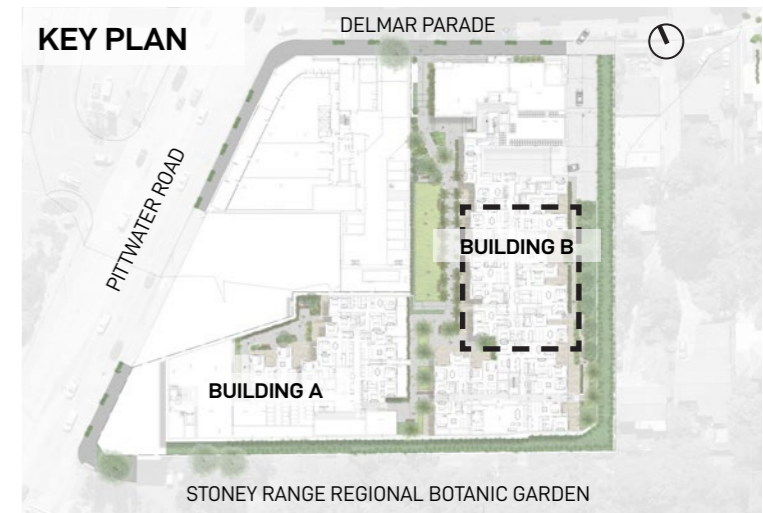 KEY PLAN
DELMAR PARADE
PITTWATER ROAD
BUILDING B
BUILDING A
STONEY RANGE REGIONAL BOTANIC GARDEN